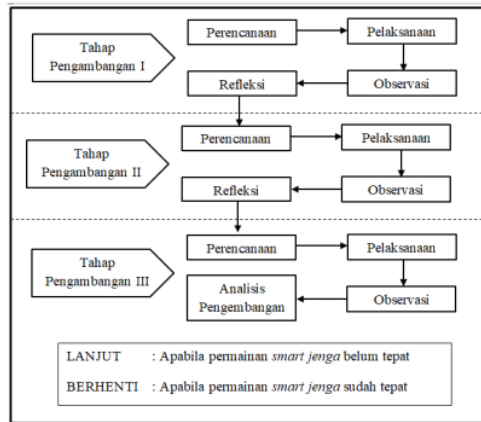 Tahap
Pengambangan I
Perencanaan
Pelaksanaan
Refleksi
Observasi
Tahap
Pengambangan II
Perencanaan
Pelaksanaan
Refleksi
Observasi
Tahap
Pengambangan III
Perencanaan
Pelaksanaan
Analisis
Pengembangan
Observasi
LANJUT : Apabila permainan smart jenga belum tepat
BERHENTI : Apabila permainan smart jenga sudah tepat